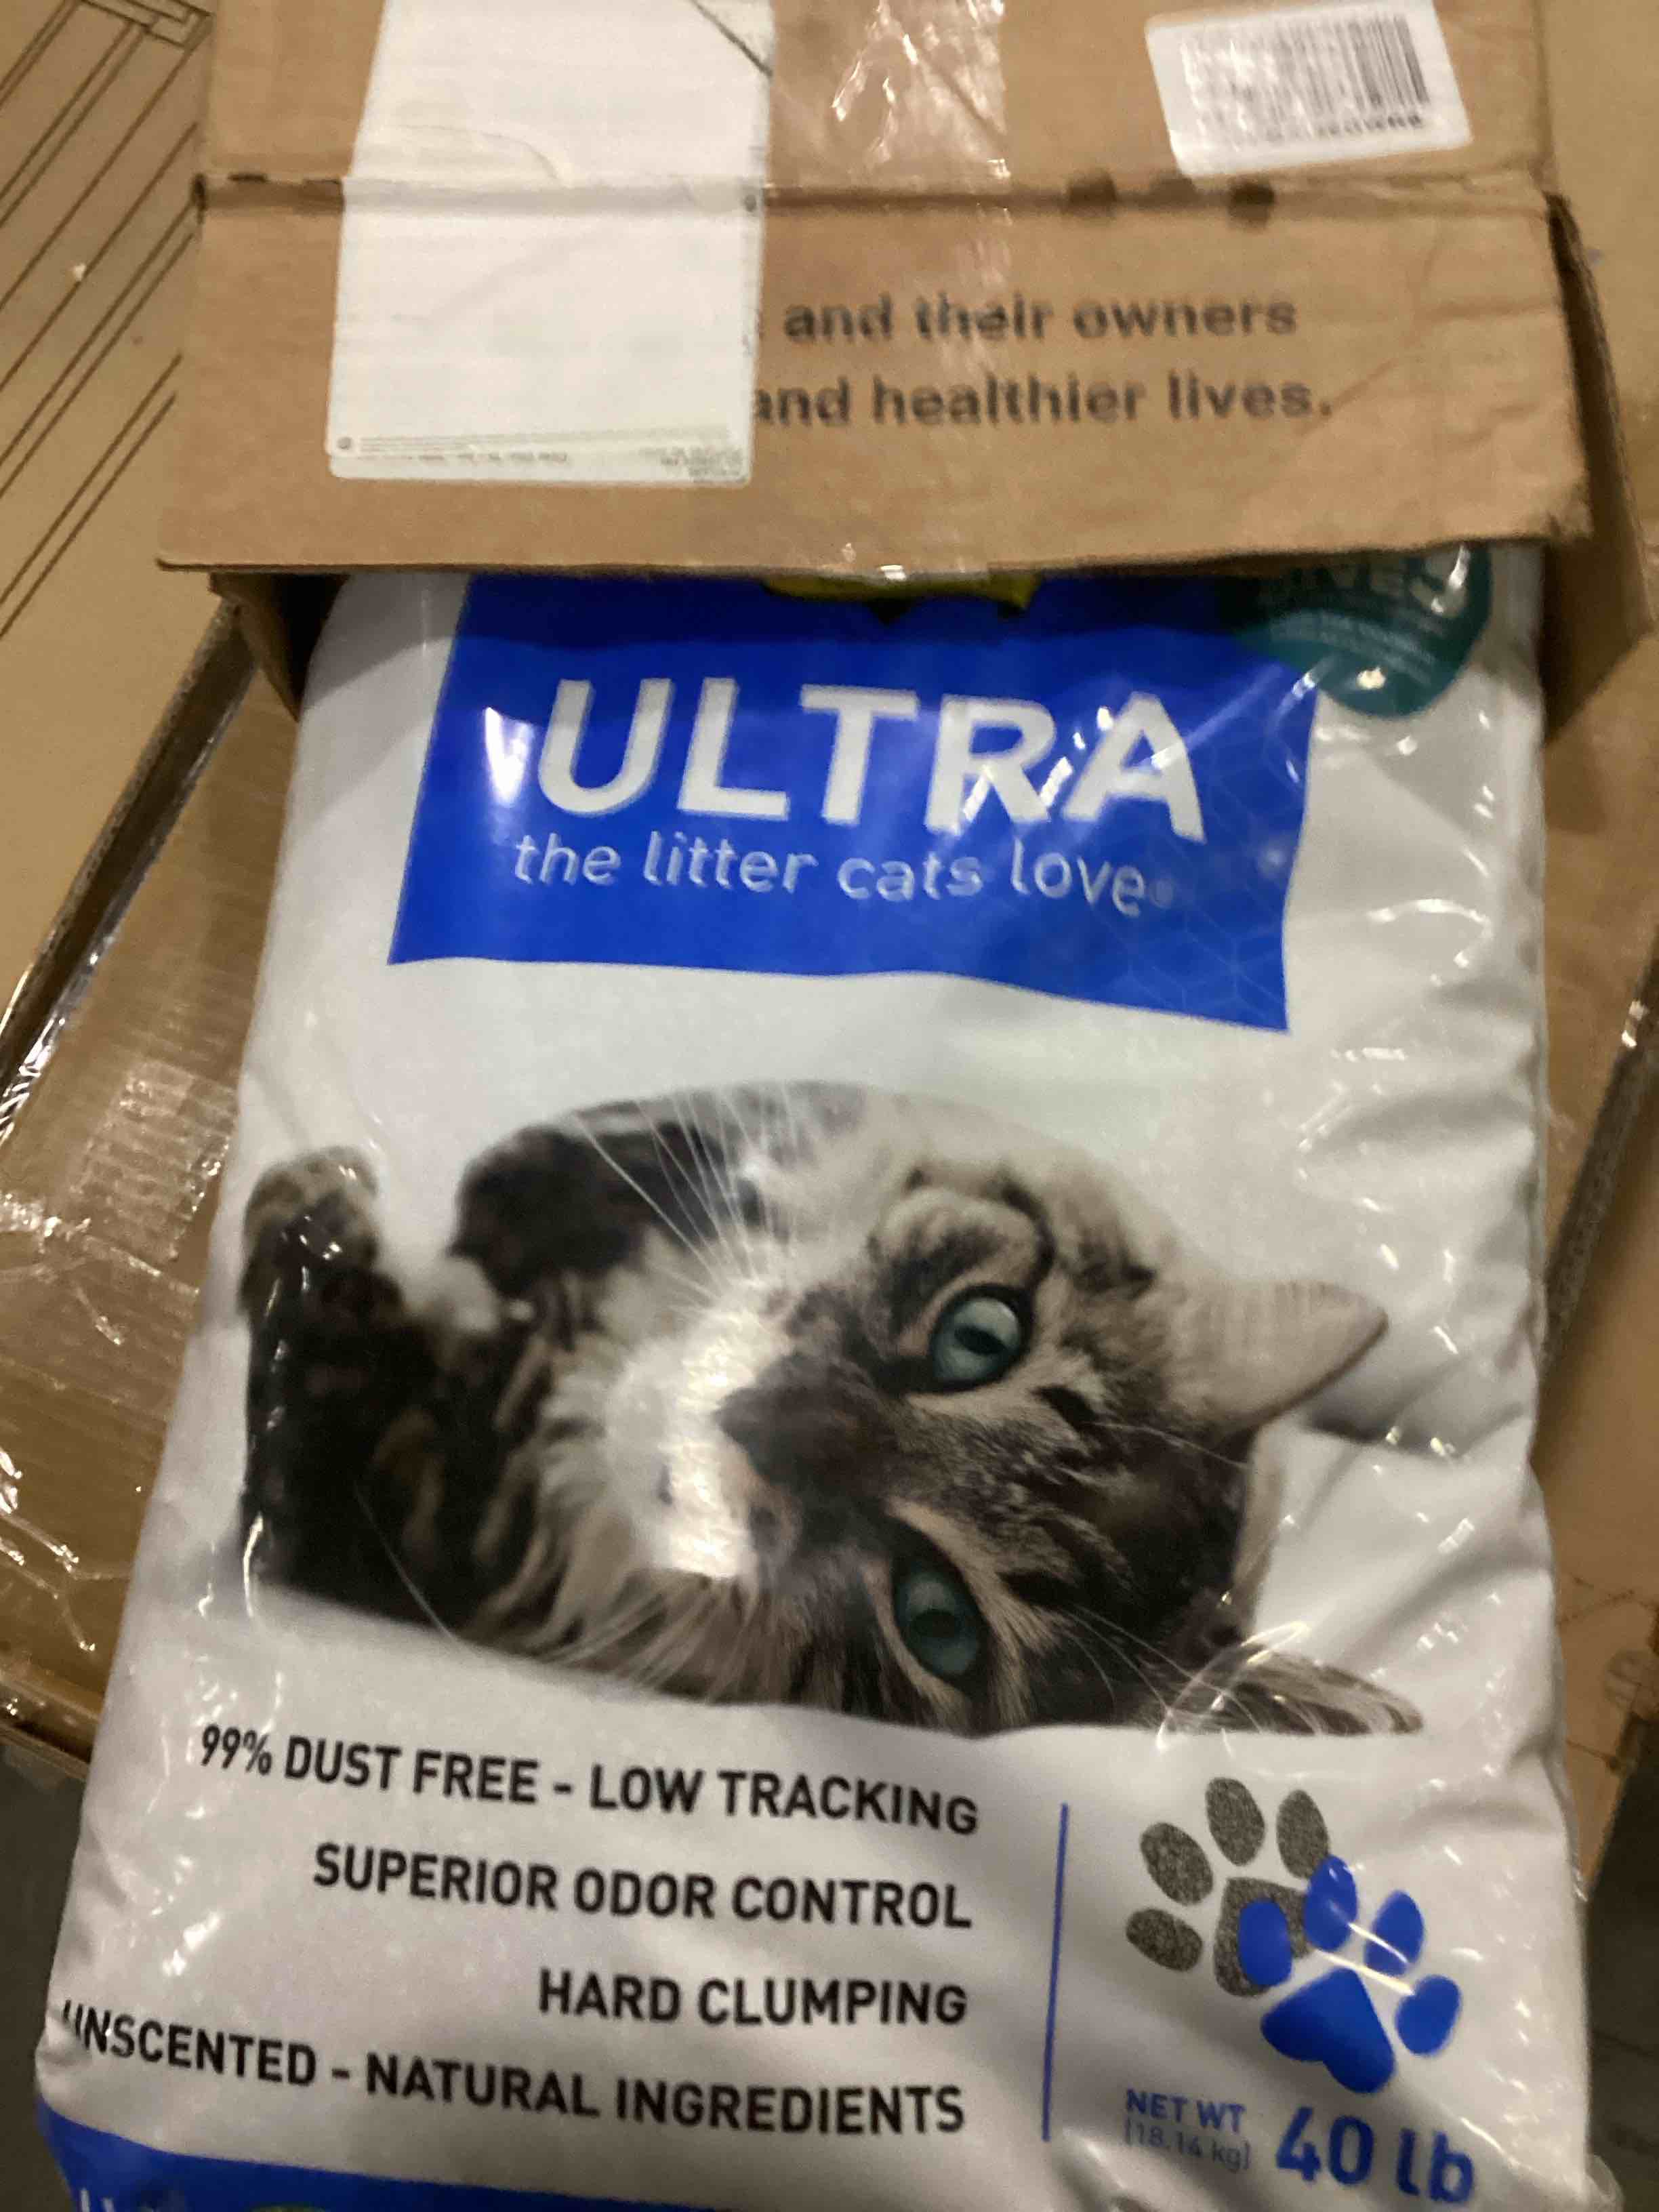 and their owners
and healthier lives.
ULTRA
the litter cats love
99% DUST FREE - LOW TRACKING
SUPERIOR ODOR CONTROL
HARD CLUMPING
UNSCENTED - NATURAL INGREDIENTS
NET WT
(18.14 kg)
40 lb